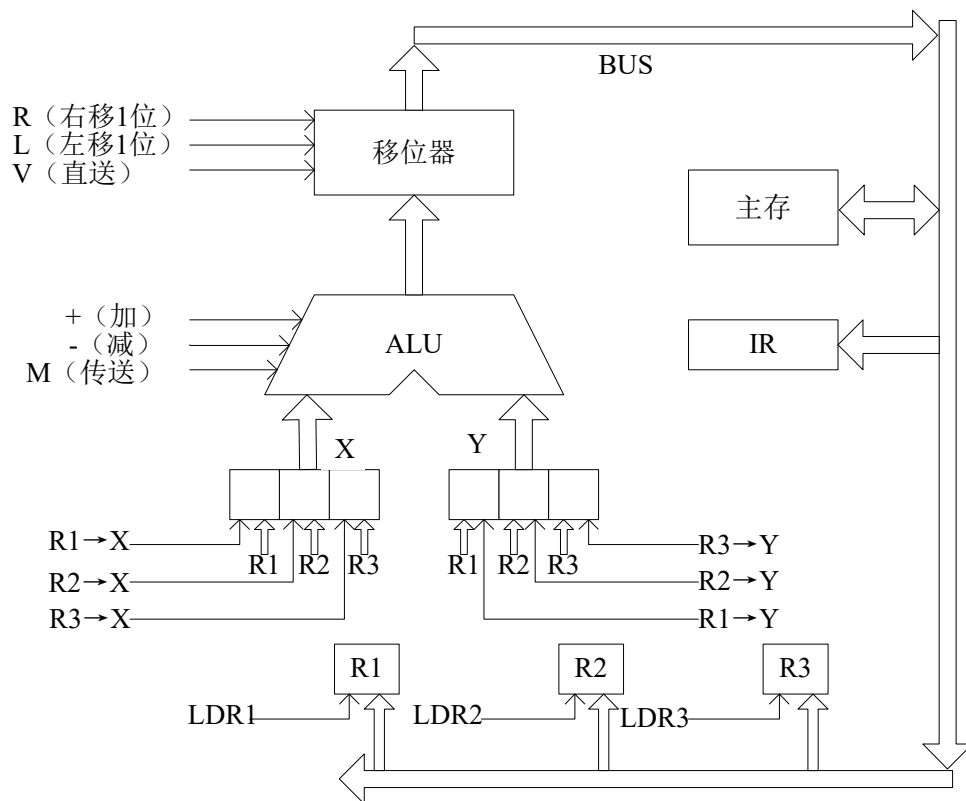 BUS
R（右移1位）
L（左移1位）
V（直送）
移位器
主存
+（加）
-（减）
M（传送）
ALU
IR
X
Y
R1→X
R2→X
R3→X
R1
R2
R3
R1
R2
R3
R3→Y
R2→Y
R1→Y
R1
R2
R3
LDR1
LDR2
LDR3